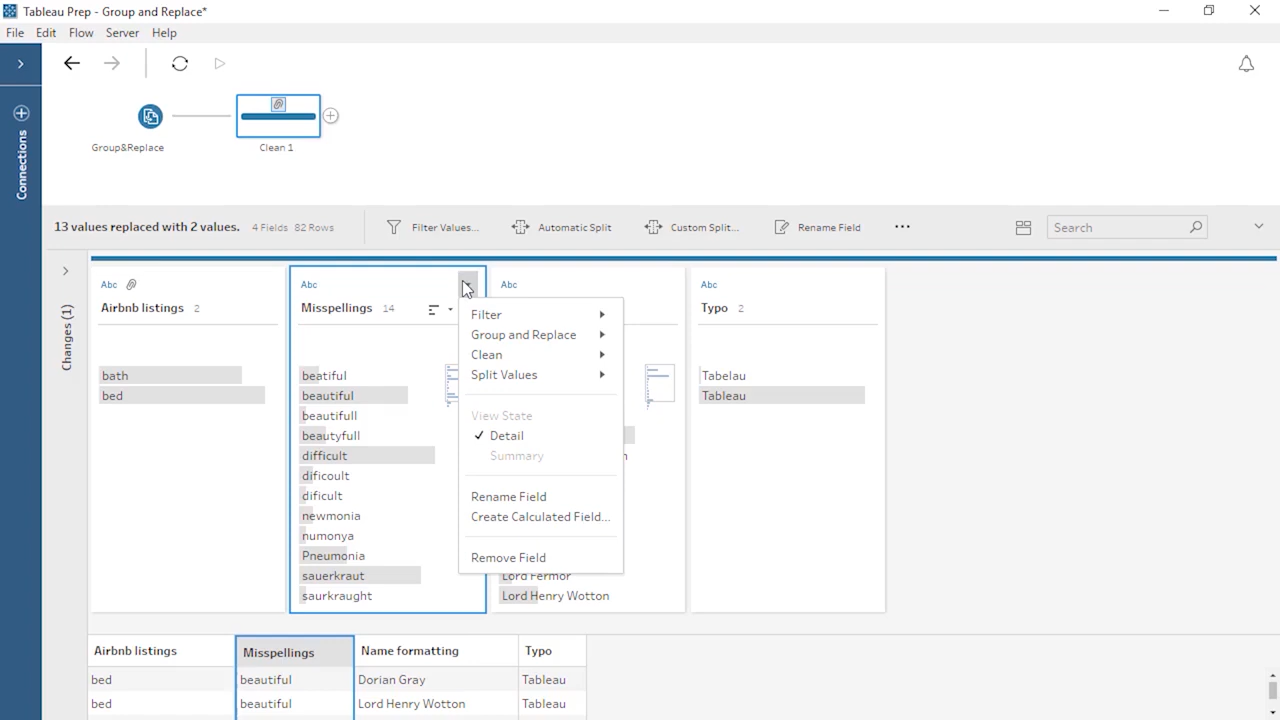 Tableau Prep - Group and Replace*
File Edit Flow Server Help
Connections
Group&Replace
Clean 1
13 values replaced with 2 values. 4 Fields 82 Rows
Filter Values...
Automatic Split
Custom Split...
Rename Field
Search
Changes (1)
Abc
Airbnb listings 2
bath
bed
Abc
Misspellings 14
beatiful
beautiful
beautifull
beautyfull
difficult
dificoult
dificult
newmonia
numonya
Pneumonia
sauerkraut
saurkraught
Filter
Group and Replace
Clean
Split Values
View State
Detail
Summary
Rename Field
Create Calculated Field...
Remove Field
Abc
Lord Fermor
Lord Henry Wotton
Abc
Typo 2
Tabelau
Tableau
Airbnb listings Misspellings Name formatting Typo
bed beautiful Dorian Gray Tableau
bed beautiful Lord Henry Wotton Tableau